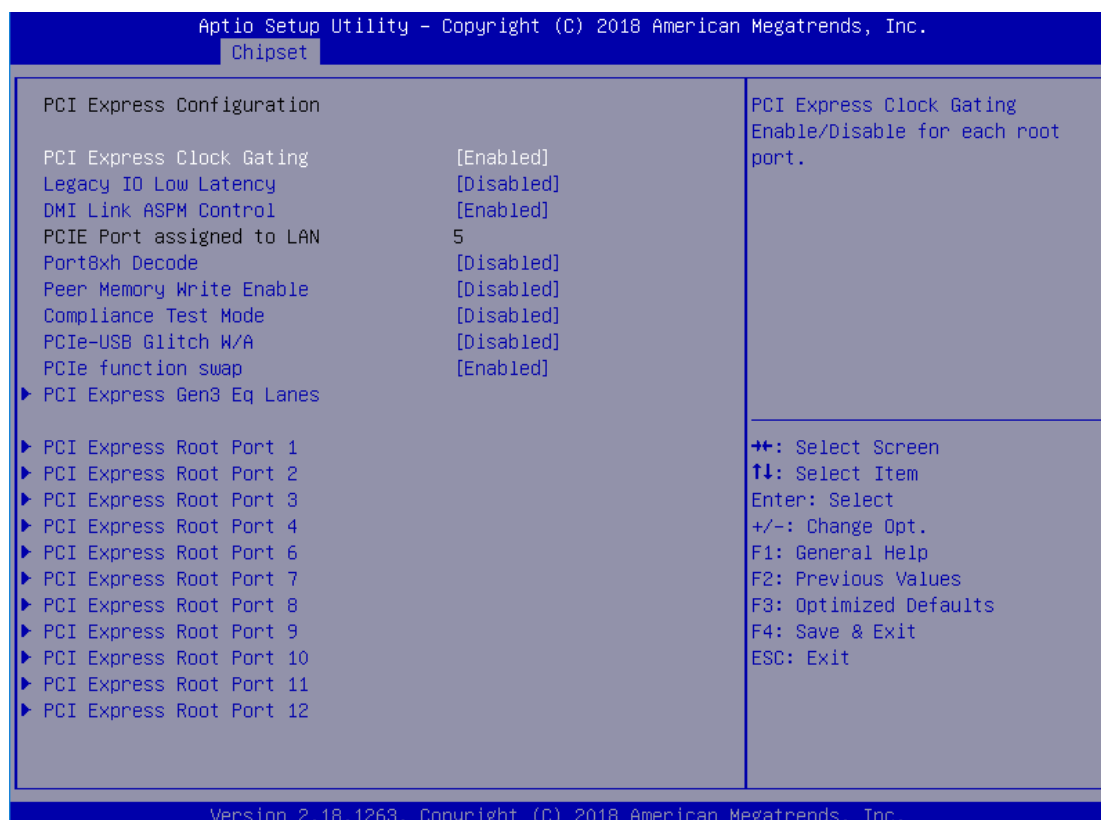 Aptio Setup Utility – Copyright (C) 2018 American Megatrends, Inc.
Chipset
PCI Express Configuration
PCI Express Clock Gating [Enabled]
Legacy IO Low Latency [Disabled]
DMI Link ASPM Control [Enabled]
PCIE Port assigned to LAN 5
Port8xh Decode [Disabled]
Peer Memory Write Enable [Disabled]
Compliance Test Mode [Disabled]
PCIe-USB Glitch W/A [Disabled]
PCIe function swap [Enabled]
▶ PCI Express Gen3 Eq Lanes
▶ PCI Express Root Port 1
▶ PCI Express Root Port 2
▶ PCI Express Root Port 3
▶ PCI Express Root Port 4
▶ PCI Express Root Port 6
▶ PCI Express Root Port 7
▶ PCI Express Root Port 8
▶ PCI Express Root Port 9
▶ PCI Express Root Port 10
▶ PCI Express Root Port 11
▶ PCI Express Root Port 12
PCI Express Clock Gating
Enable/Disable for each root
port.
→←: Select Screen
↑↓: Select Item
Enter: Select
+/-: Change Opt.
F1: General Help
F2: Previous Values
F3: Optimized Defaults
F4: Save & Exit
ESC: Exit
Version 2.18.1263. Copyright (C) 2018 American Megatrends, Inc.